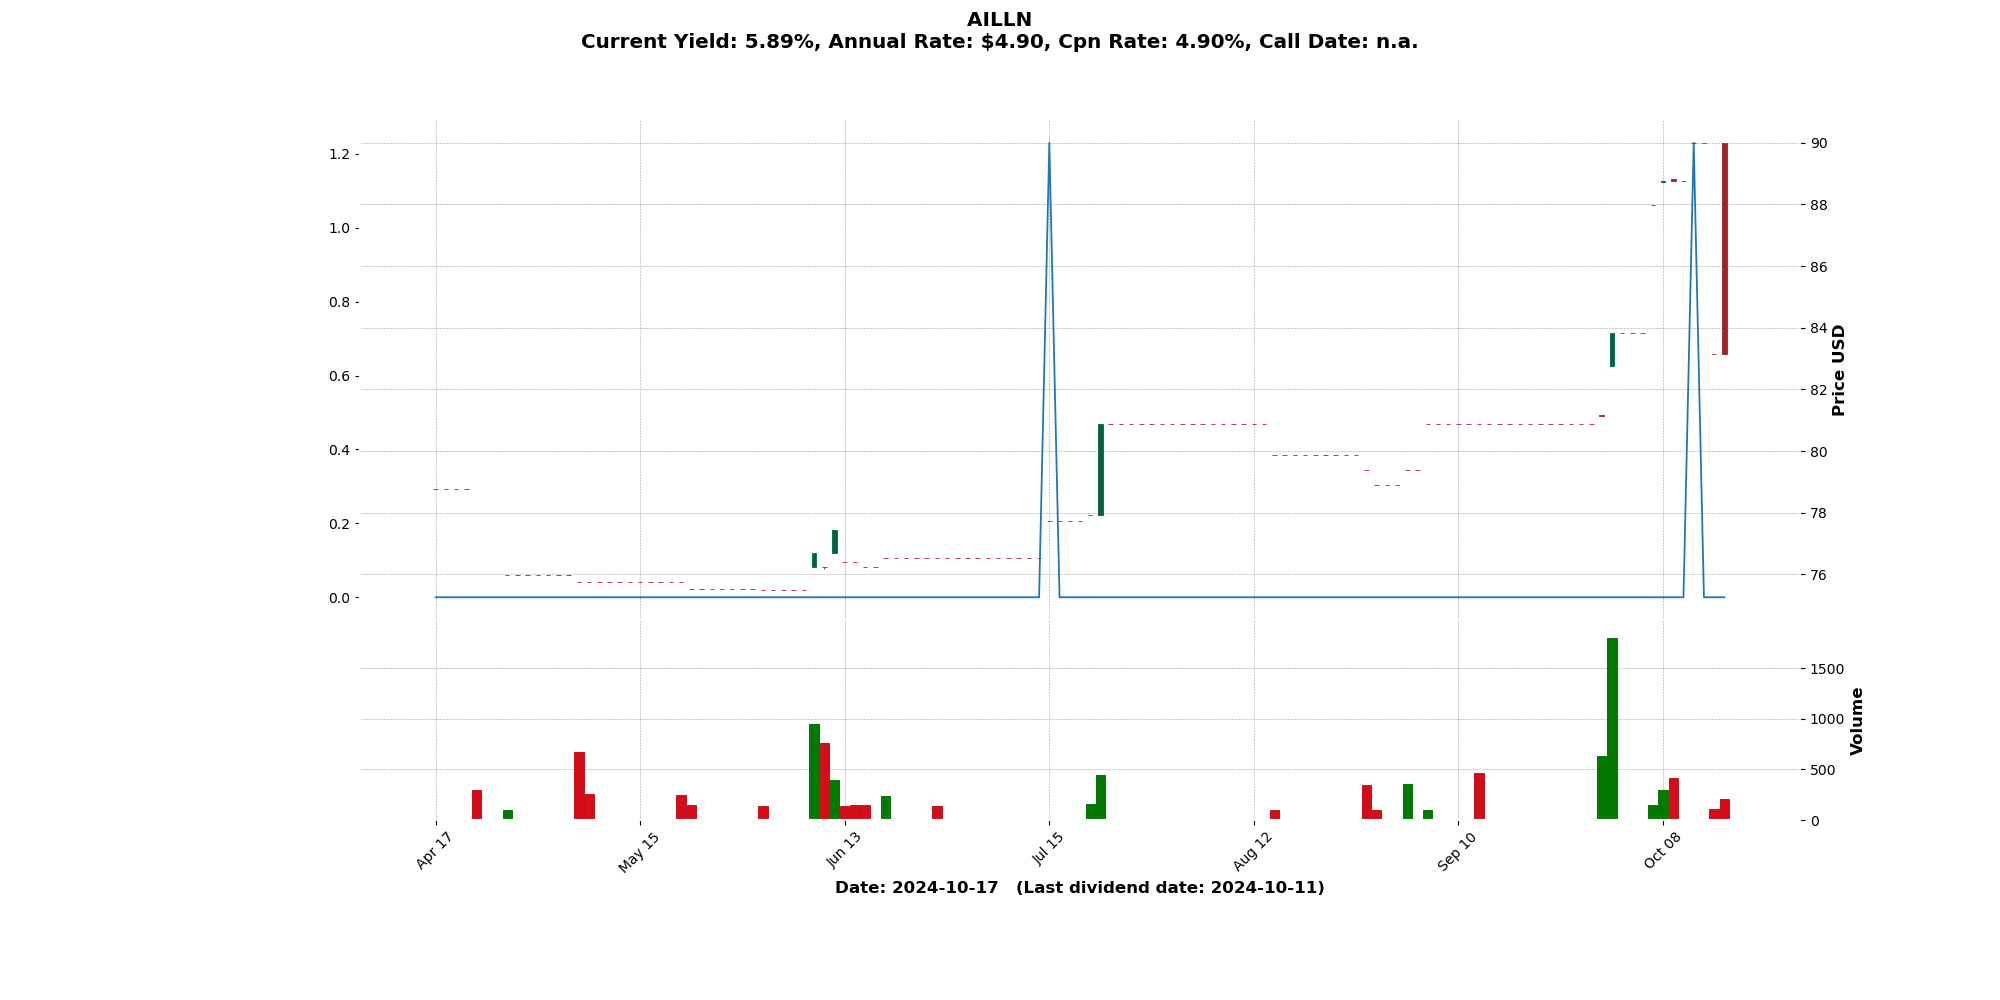 AILLN
Current Yield: 5.89%, Annual Rate: $4.90, Cpn Rate: 4.90%, Call Date: n.a.
1.2
1.0
0.8
0.6
0.4
0.2
0.0
90
88
86
84
82
80
78
76
Price USD
1500
1000
500
0
Volume
Apr 17
May 15
Jun 13
Jul 15
Aug 12
Sep 10
Oct 08
Date: 2024-10-17 (Last dividend date: 2024-10-11)